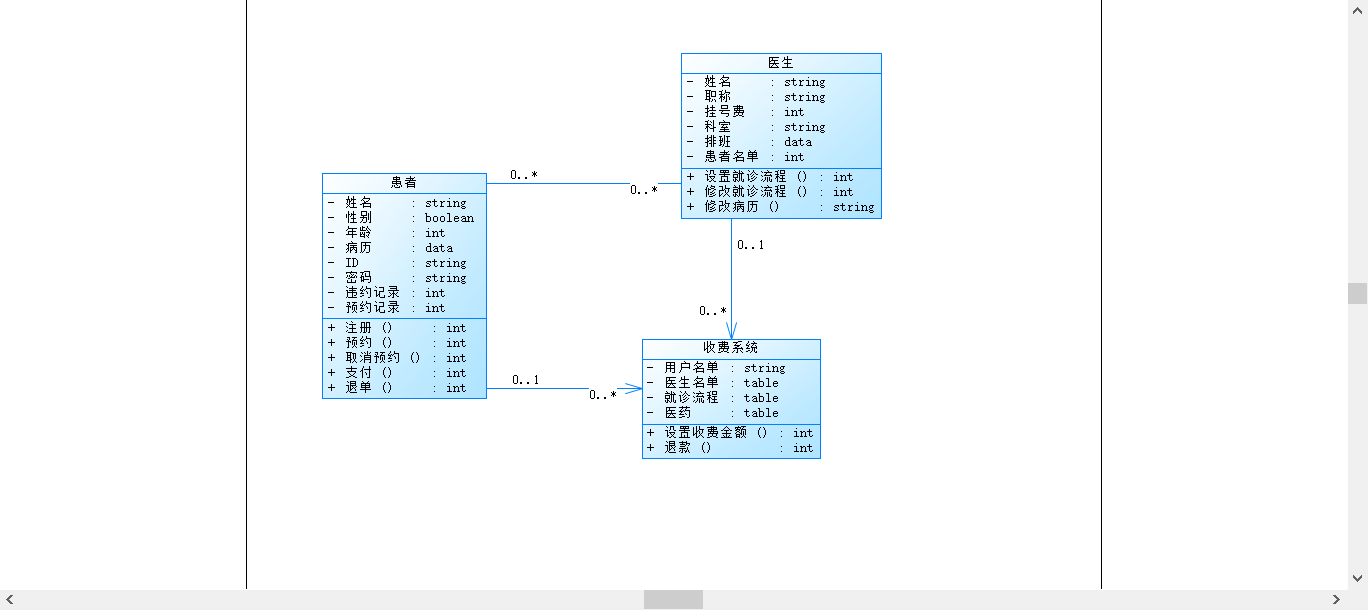 医生
- 姓名 : string
- 职称 : string
- 挂号费 : int
- 科室 : string
- 排班 : data
- 患者名单 : int
+ 设置就诊流程 () : int
+ 修改就诊流程 () : int
+ 修改病历 () : string
0..*
0..*
患者
- 姓名 : string
- 性别 : boolean
- 年龄 : int
- 病历 : data
- ID : string
- 密码 : string
- 违约记录 : int
- 预约记录 : int
+ 注册 () : int
+ 预约 () : int
+ 取消预约 () : int
+ 支付 () : int
+ 退单 () : int
0..1
0..*
0..1
0..*
收费系统
- 用户名单 : string
- 医生名单 : table
- 就诊流程 : table
- 医药 : table
+ 设置收费金额 () : int
+ 退款 () : int